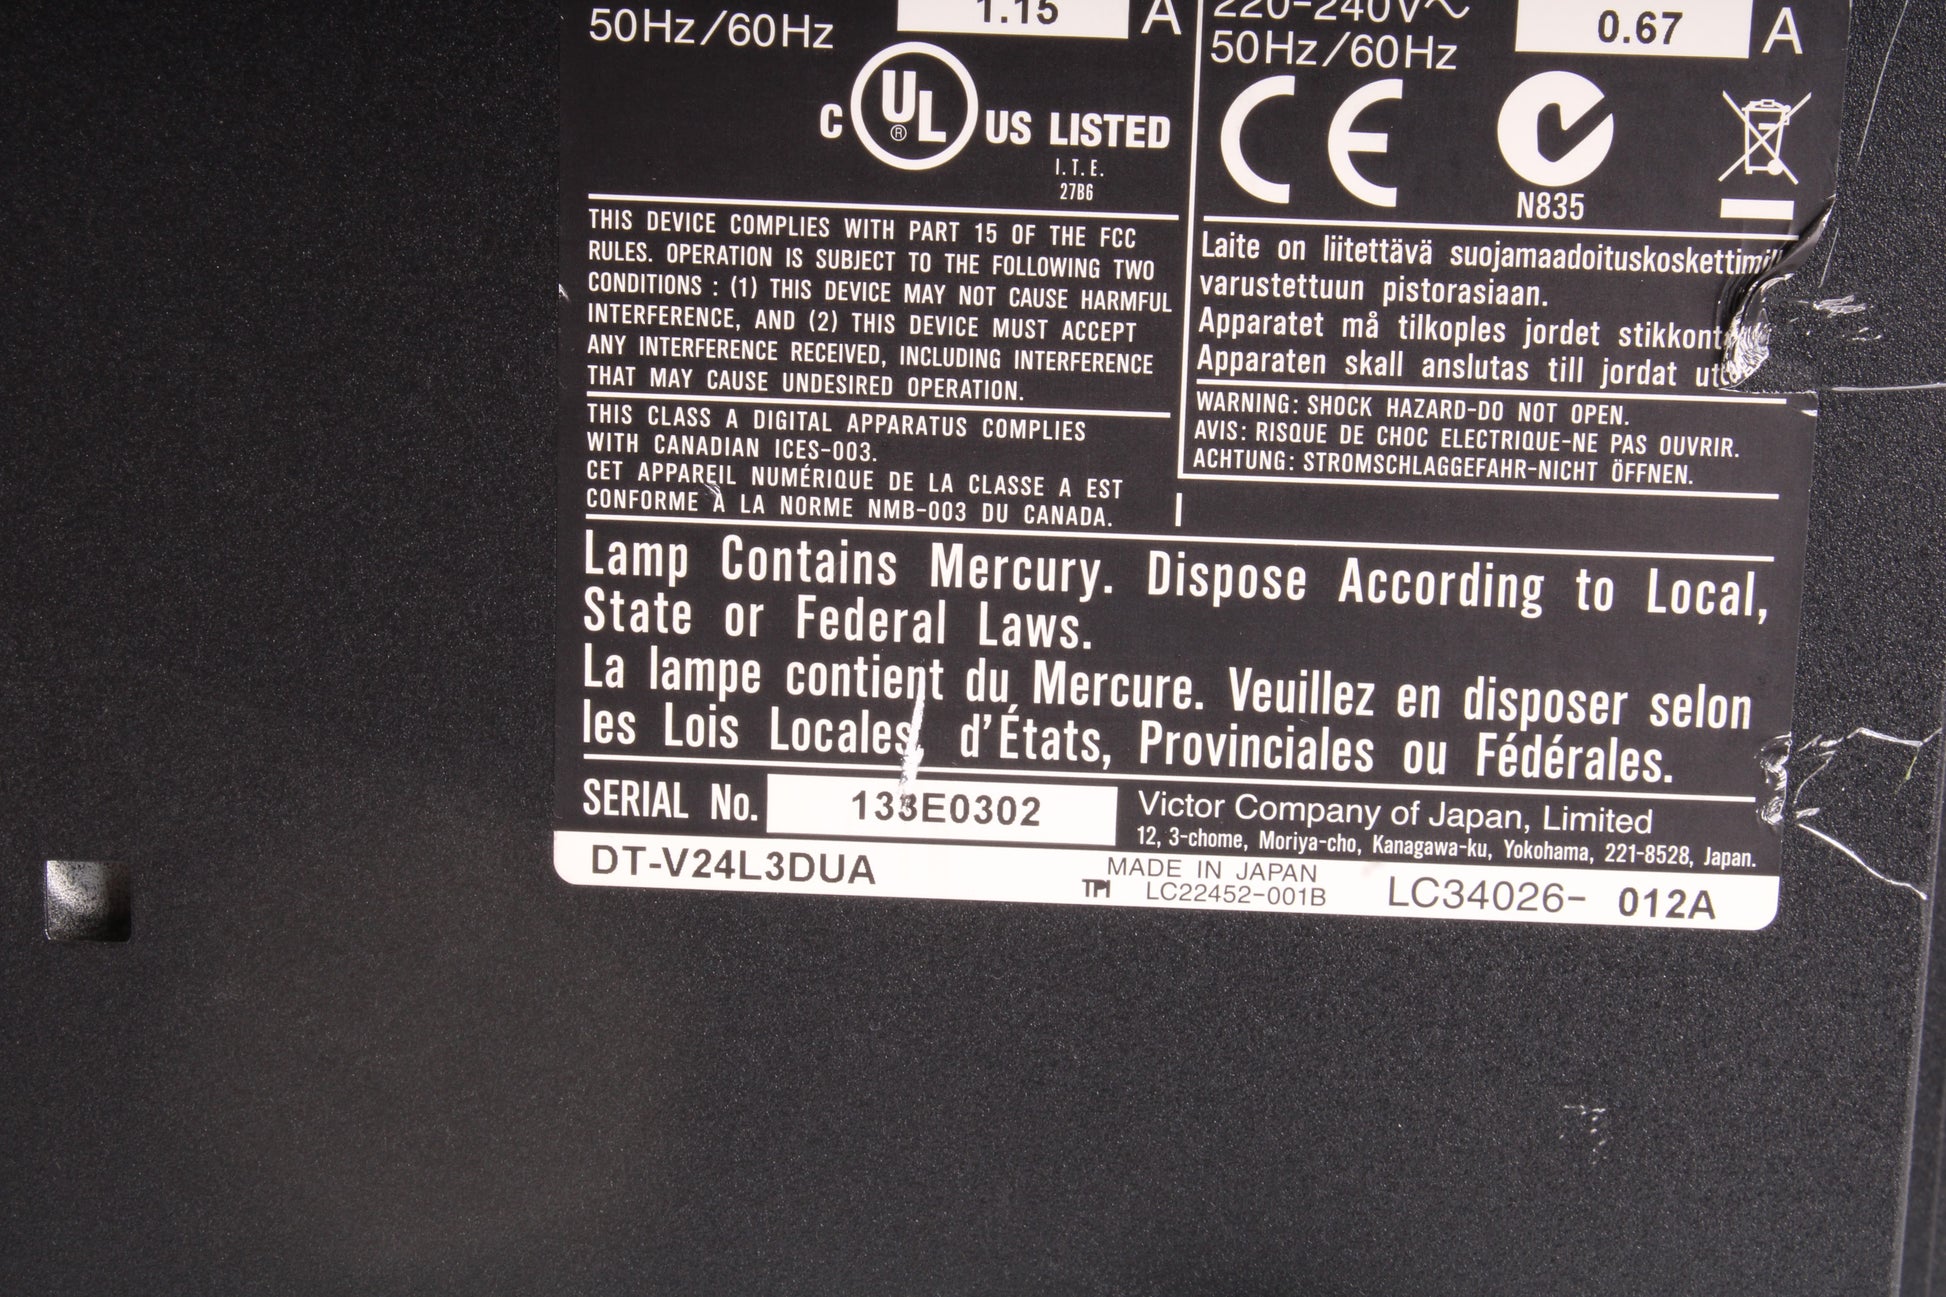 50Hz/60Hz
1.15 A
C UL® US LISTED
I.T.E.
27B6
220-240V~
50Hz/60Hz
0.67 A
CE
N835
THIS DEVICE COMPLIES WITH PART 15 OF THE FCC
RULES. OPERATION IS SUBJECT TO THE FOLLOWING TWO
CONDITIONS : (1) THIS DEVICE MAY NOT CAUSE HARMFUL
INTERFERENCE, AND (2) THIS DEVICE MUST ACCEPT
ANY INTERFERENCE RECEIVED, INCLUDING INTERFERENCE
THAT MAY CAUSE UNDESIRED OPERATION.
THIS CLASS A DIGITAL APPARATUS COMPLIES
WITH CANADIAN ICES-003.
CET APPAREIL NUMÉRIQUE DE LA CLASSE A EST
CONFORME À LA NORME NMB-003 DU CANADA.
Laite on liitettävä
varustettuun pistorasiaan.
Apparatet må tilkoples jordet
Apparaten skall anslutas till jordat
WARNING: SHOCK HAZARD-DO NOT OPEN.
AVIS: RISQUE DE CHOC ELECTRIQUE-NE PAS OUVRIR.
ACHTUNG: STROMSCHLAGGEFAHR-NICHT ÖFFNEN.
Lamp Contains Mercury. Dispose According to Local,
State or Federal Laws.
La lampe contient du Mercure. Veuillez en disposer selon
les Lois Locales, d'États, Provinciales ou Fédérales.
SERIAL No. 133E0302
Victor Company of Japan, Limited
12, 3-chome, Moriya-cho, Kanagawa-ku, Yokohama, 221-8528, Japan.
DT-V24L3DUA
MADE IN JAPAN
TPI LC22452-001B
LC34026- 012A